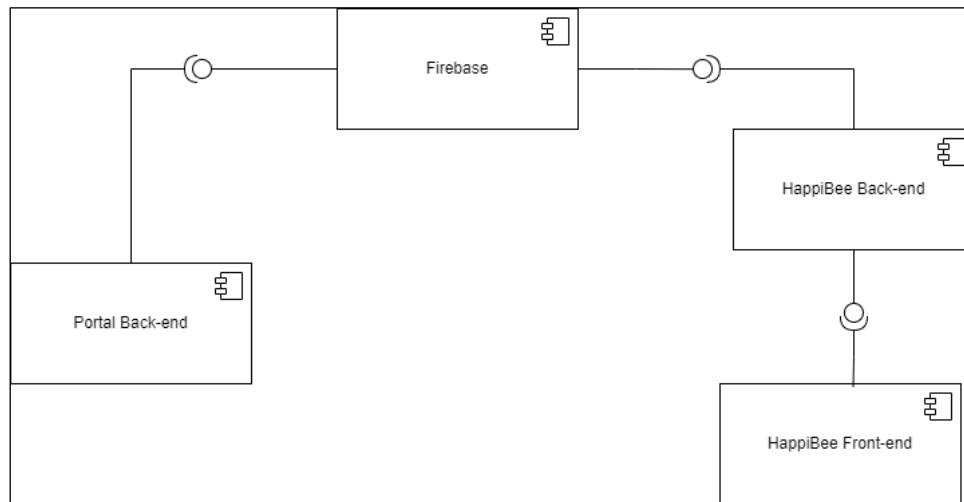 Firebase
HappiBee Back-end
Portal Back-end
HappiBee Front-end